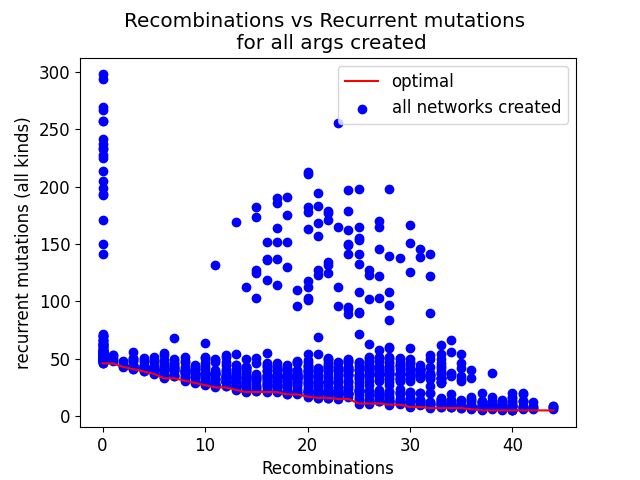 Recombinations vs Recurrent mutations
for all args created
optimal
all networks created
recurrent mutations (all kinds)
300
250
200
150
100
50
0
0
10
20
30
40
Recombinations